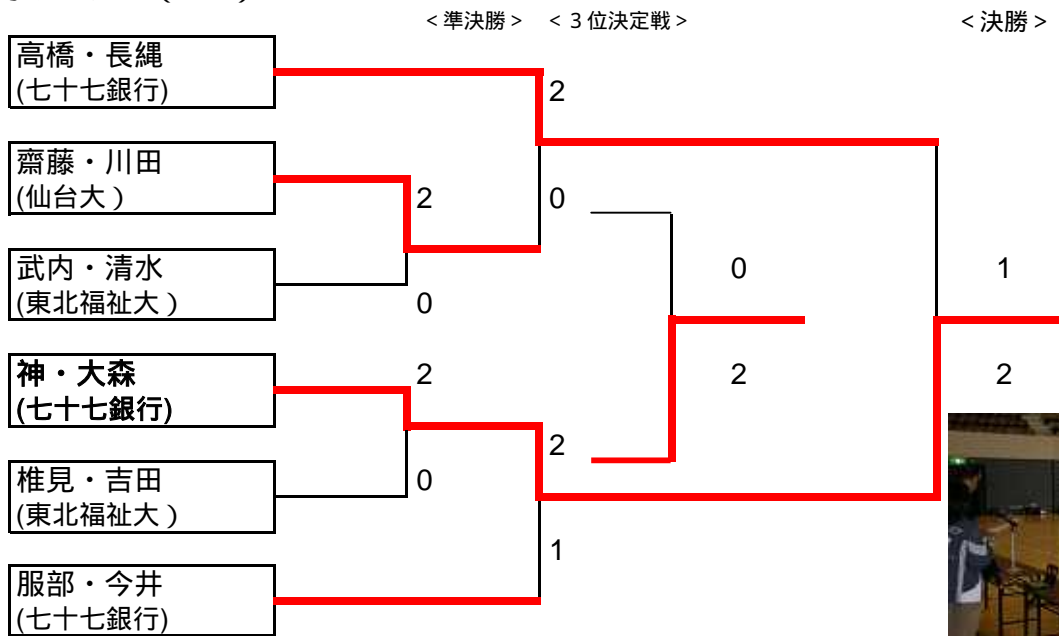 <準決勝> <3位決定戦> <決勝>
高橋・長縄
(七十七銀行)
2
齋藤・川田
(仙台大)
2
0
武内・清水
(東北福祉大)
0
0
1
神・大森
(七十七銀行)
2
2
2
2
椎見・吉田
(東北福祉大)
0
1
服部・今井
(七十七銀行)